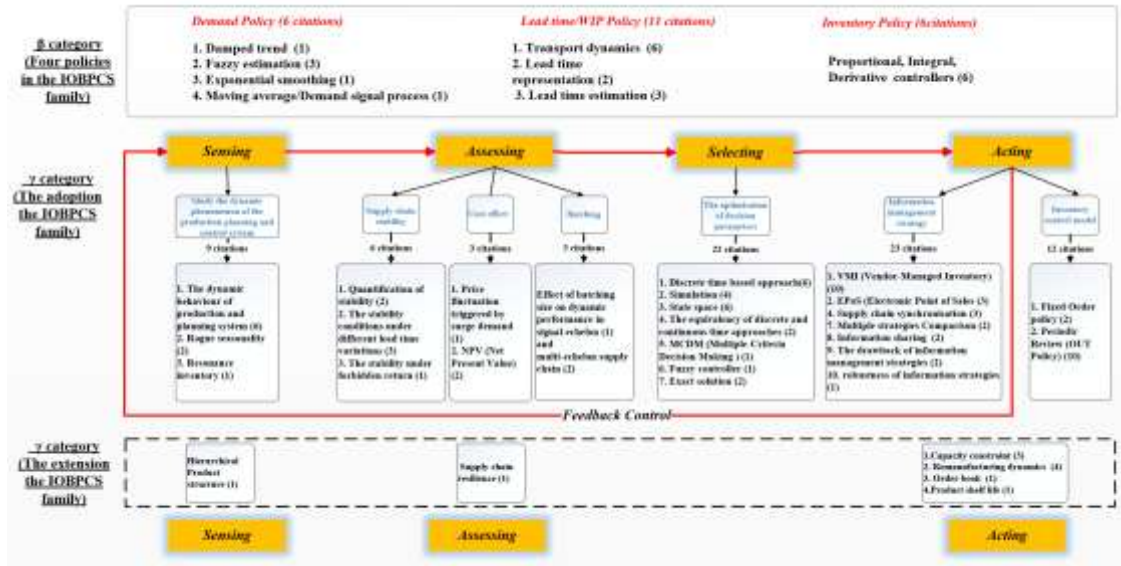 β category
(Four policies
in the IOBPCS
family)
Demand Policy (6 citations)
1. Damped trend (1)
2. Fuzzy estimation (3)
3. Exponential smoothing (1)
4. Moving average/Demand signal process (1)
Lead time/WIP Policy (11 citations)
1. Transport dynamics (6)
2. Lead time
representation (2)
3. Lead time estimation (3)
Inventory Policy (6citations)
Proportional, Integral,
Derivative controllers (6)
γ category
(The adoption
the IOBPCS
family)
Sensing
Assessing
Selecting
Acting
Study the dynamic
phenomenon of the
production planning and
control system
Supply chain
stability
Cost effect
Batching
The optimisation
of decision
parameters
Information
management
strategy
Inventory
control model
9 citations
6 citations
3 citations
3 citations
22 citations
23 citations
12 citations
1. The dynamic
behaviour of
production and
planning system (6)
2. Rogue seasonality
(2)
3. Resonance
inventory (1)
1. Quantification of
stability (2)
2. The stability
conditions under
different lead time
variations (3)
3. The stability under
forbidden return (1)
1. Price
fluctuation
triggered by
surge demand
(1)
2. NPV (Net
Present Value)
(2)
Effect of batching
size on dynamic
performance in
signal echelon (1)
and
multi-echelon supply
chain (2)
1. Discrete time based approach(6)
2. Simulation (4)
3. State space (6)
4. The equivalency of discrete and
continuous time approaches (2)
5. MCDM (Multiple Criteria
Decision Making ) (1)
6. Fuzzy controller (1)
7. Exact solution (2)
1. VMI (Vendor-Managed Inventory)
(10)
2. EPoS (Electronic Point of Sales (3)
4. Supply chain synchronisation (3)
7. Multiple strategies Comparison (2)
8. Information sharing (2)
9. The drawback of information
management strategies (2)
10. robustness of information strategies
(1)
1. Fixed Order
policy (2)
2. Periodic
Review (OUT
Policy) (10)
Feedback Control
γ category
(The extension
the IOBPCS
family)
Hierarchical
Product
structure (1)
Supply chain
resilience (1)
1.Capacity constraint (3)
2. Remanufacturing dynamics (4)
3. Order book (1)
4.Product shelf life (1)
Sensing
Assessing
Acting